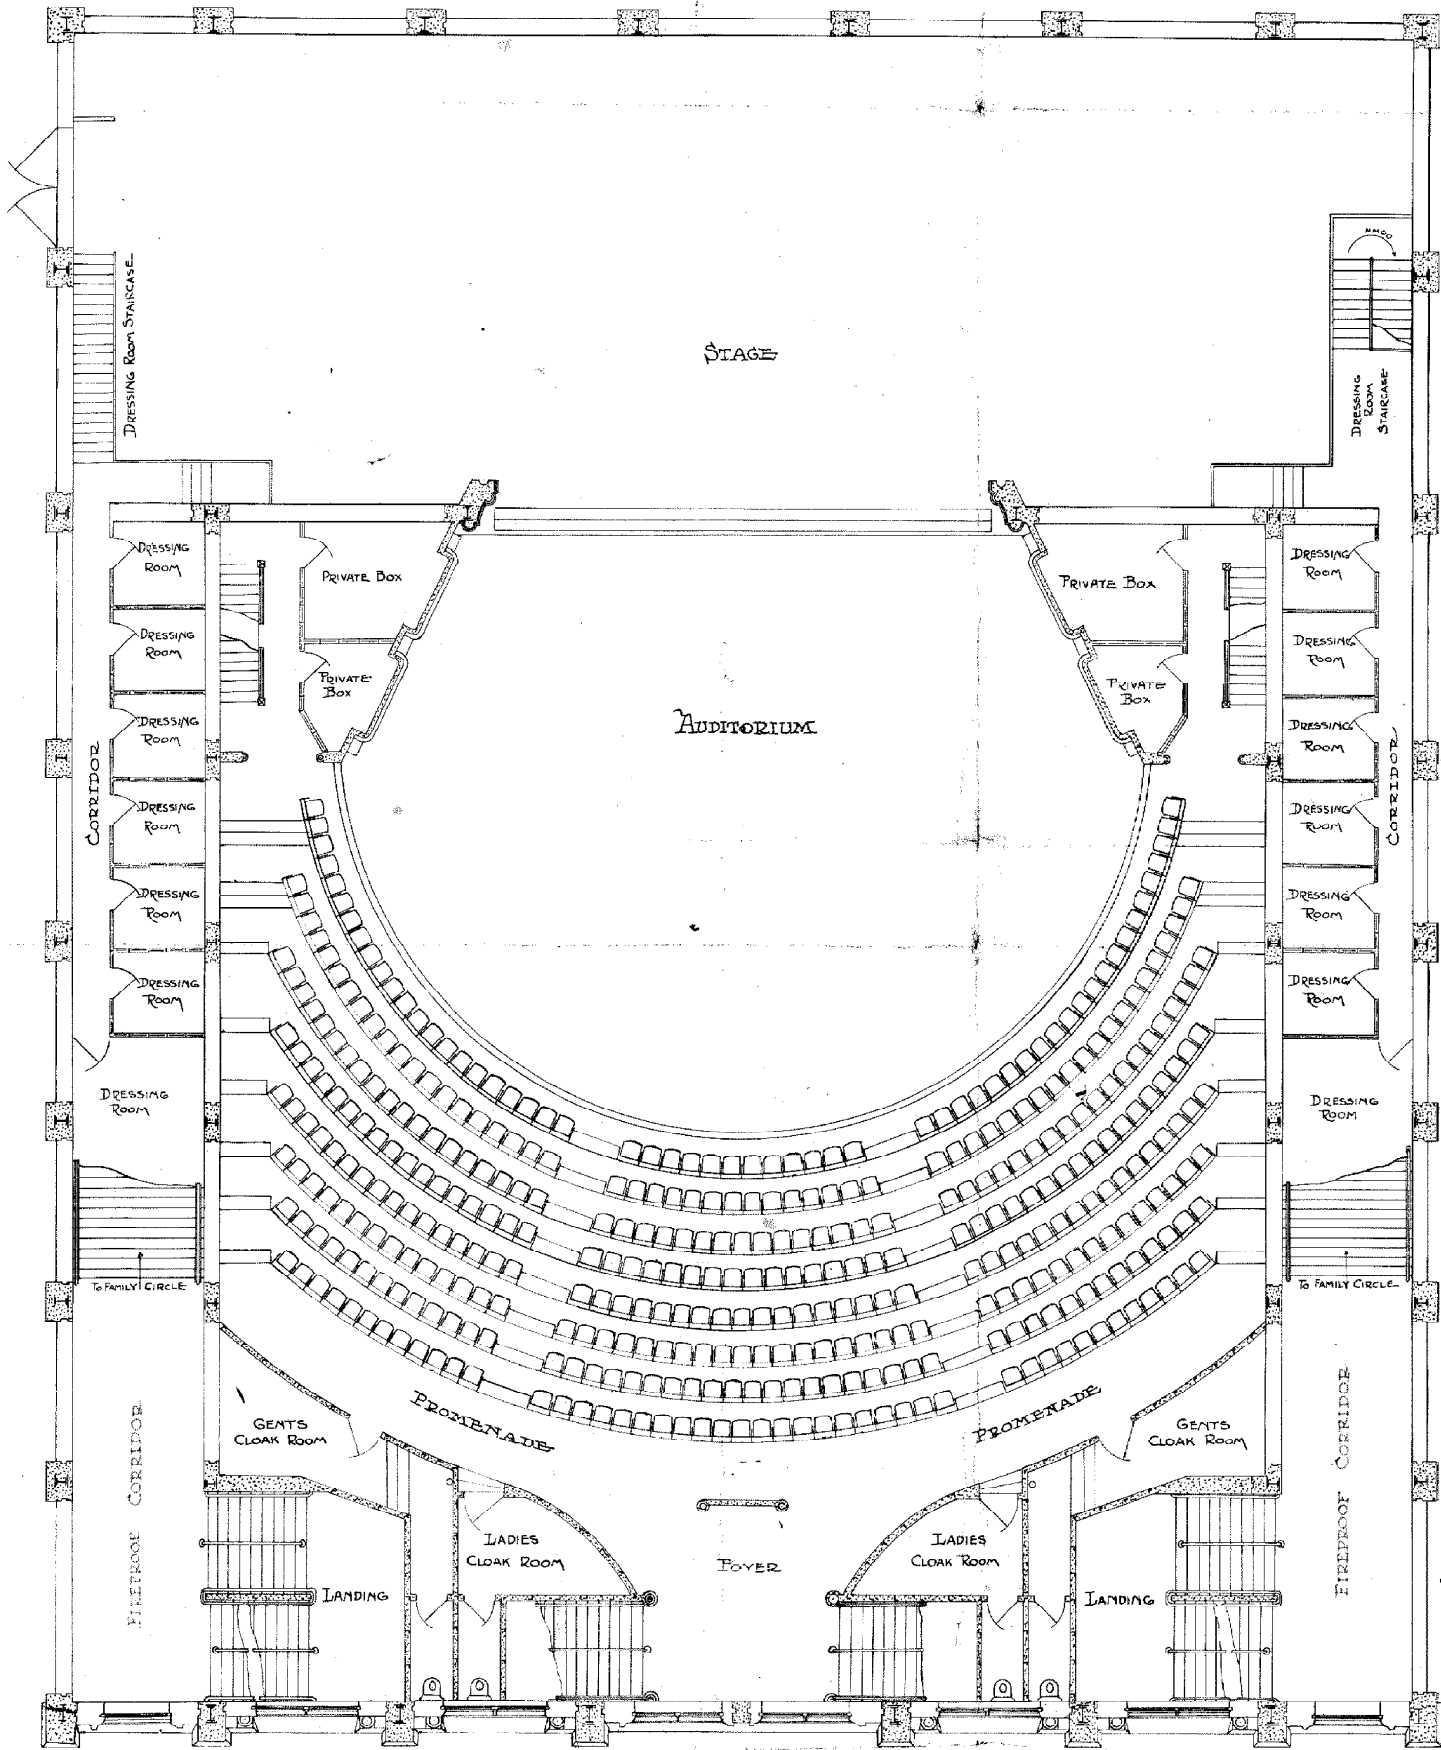 STAGE
DRESSING ROOM STAIRCASE
DOWN
DRESSING
ROOM
STAIRCASE
DRESSING
ROOM
PRIVATE BOX
PRIVATE BOX
DRESSING
ROOM
DRESSING
ROOM
PRIVATE
BOX
PRIVATE
BOX
DRESSING
ROOM
DRESSING
ROOM
AUDITORIUM
DRESSING
ROOM
CORRIDOR
CORRIDOR
DRESSING
ROOM
DRESSING
ROOM
DRESSING
ROOM
DRESSING
ROOM
DRESSING
ROOM
DRESSING
ROOM
DRESSING
ROOM
DRESSING
ROOM
TO FAMILY CIRCLE
TO FAMILY CIRCLE
PROMENADE
PROMENADE
GENTS
CLOAK ROOM
GENTS
CLOAK ROOM
FIREPROOF CORRIDOR
FIREPROOF CORRIDOR
LADIES
CLOAK ROOM
FOYER
LADIES
CLOAK ROOM
LANDING
LANDING